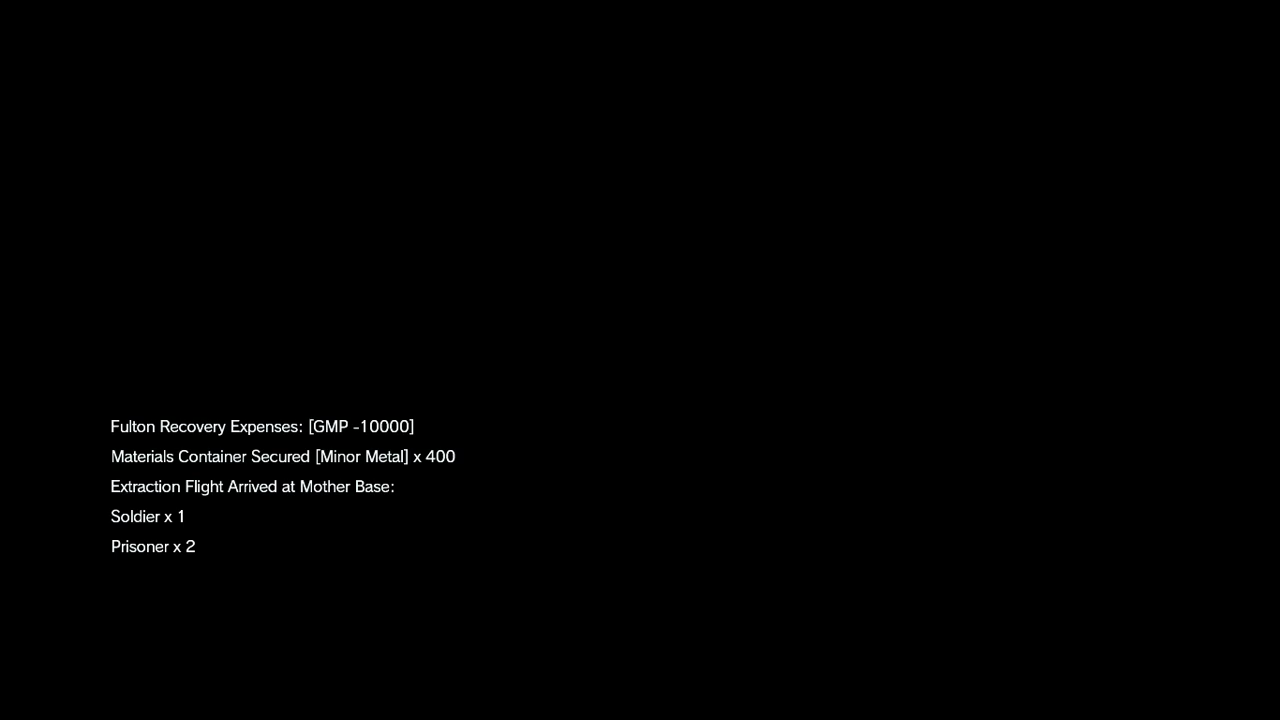 Fulton Recovery Expenses: [GMP -10000]
Materials Container Secured [Minor Metal] x 400
Extraction Flight Arrived at Mother Base:
Soldier x 1
Prisoner x 2